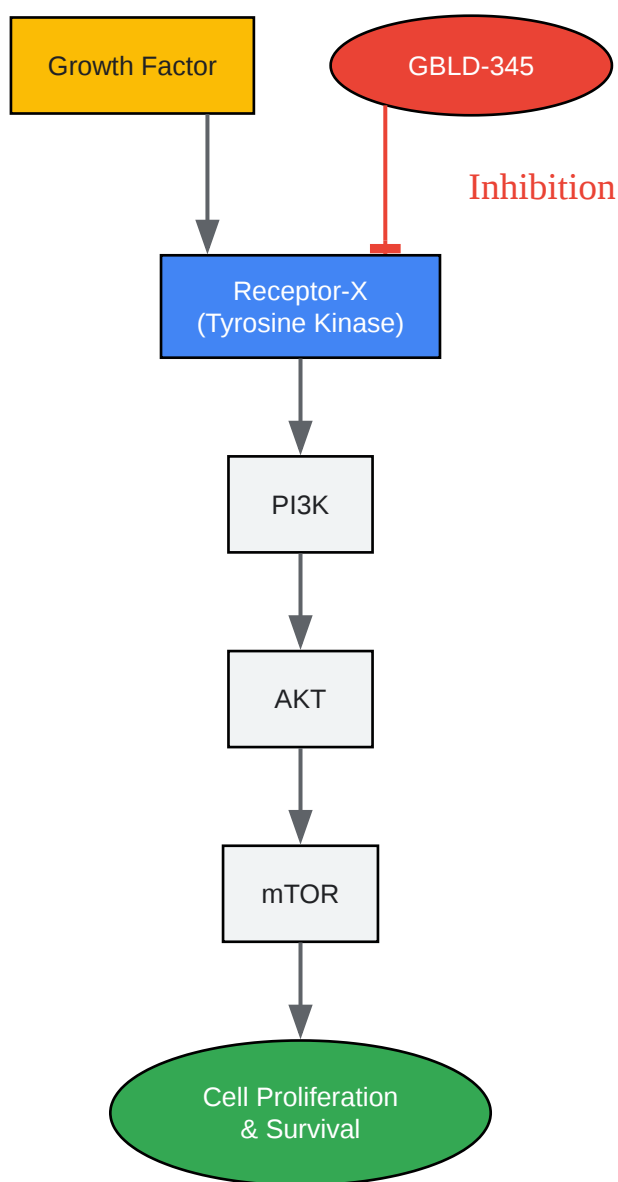 Growth Factor
GBLD-345
Inhibition
Receptor-X
(Tyrosine Kinase)
PI3K
AKT
mTOR
Cell Proliferation
& Survival